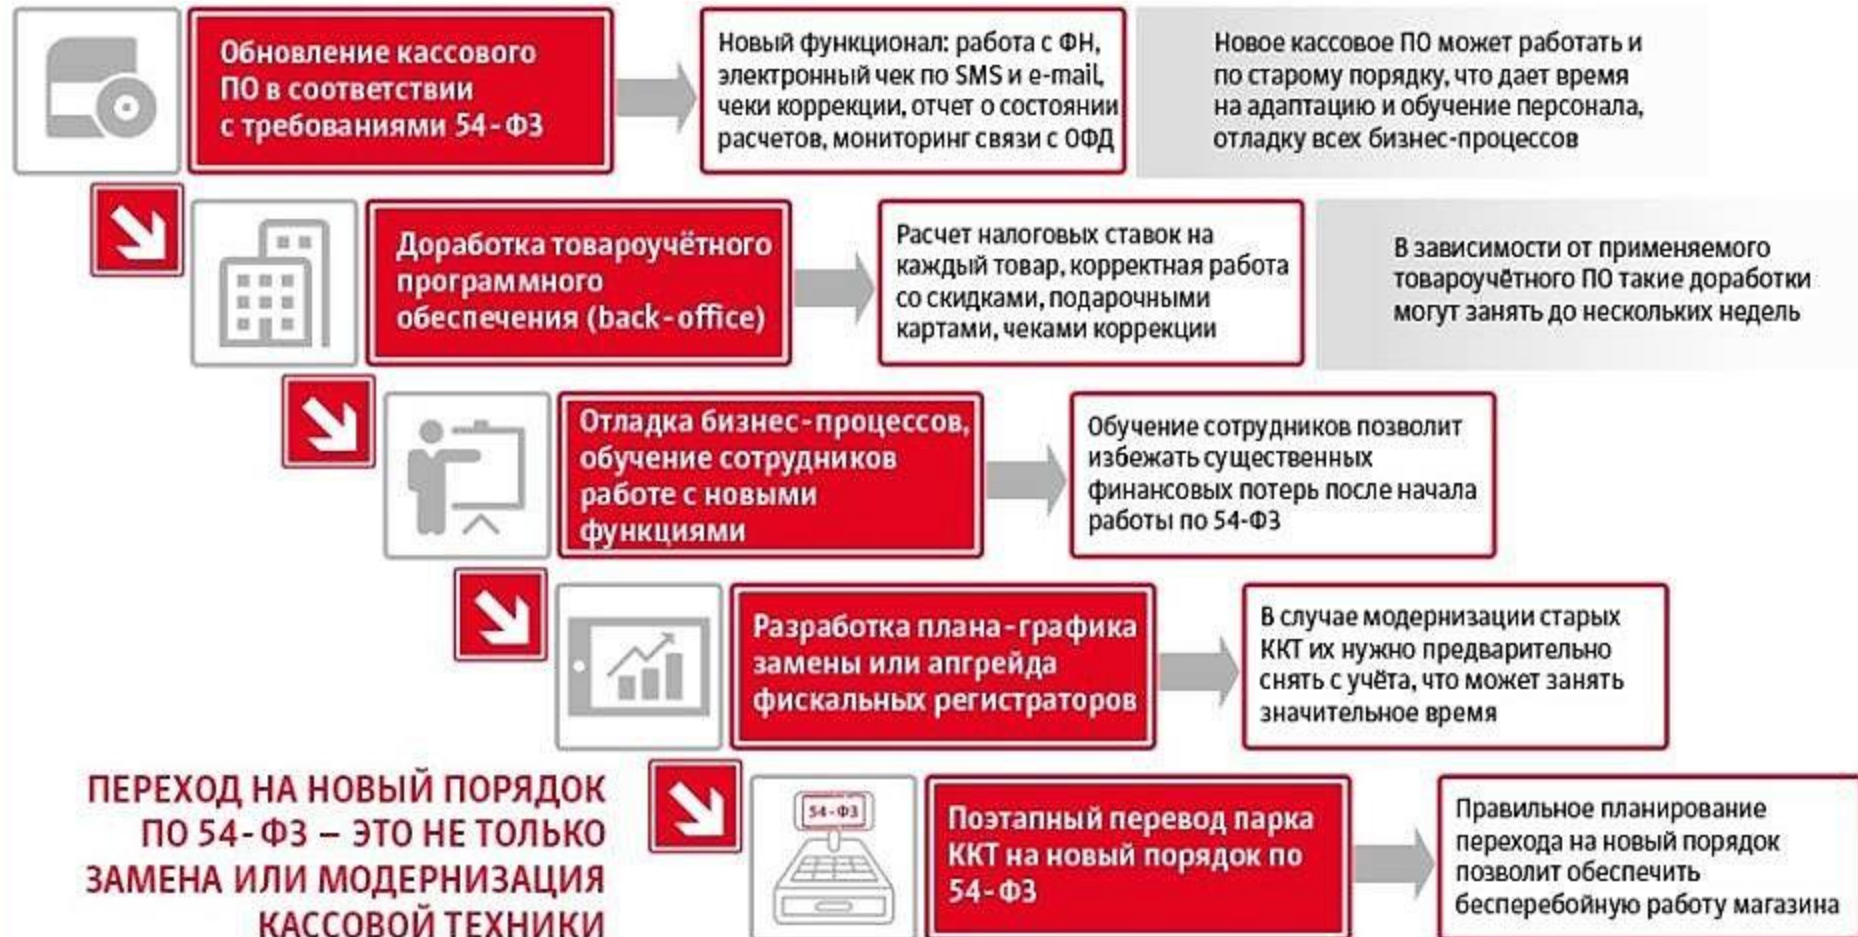 Обновление кассового
ПО в соответствии
с требованиями 54-ФЗ
Новый функционал: работа с ФН,
электронный чек по SMS и e-mail,
чеки коррекции, отчет о состоянии
расчетов, мониторинг связи с ОФД
Новое кассовое ПО может работать и
по старому порядку, что дает время
на адаптацию и обучение персонала,
отладку всех бизнес-процессов
Доработка товароучётного
программного
обеспечения (back-office)
Расчет налоговых ставок на
каждый товар, корректная работа
со скидками, подарочными
картами, чеками коррекции
В зависимости от применяемого
товароучётного ПО такие доработки
могут занять до нескольких недель
Отладка бизнес-процессов,
обучение сотрудников
работе с новыми
функциями
Обучение сотрудников позволит
избежать существенных
финансовых потерь после начала
работы по 54-ФЗ
Разработка плана-графика
замены или апгрейда
фискальных регистраторов
В случае модернизации старых
ККТ их нужно предварительно
снять с учёта, что может занять
значительное время
ПЕРЕХОД НА НОВЫЙ ПОРЯДОК
ПО 54-ФЗ – ЭТО НЕ ТОЛЬКО
ЗАМЕНА ИЛИ МОДЕРНИЗАЦИЯ
КАССОВОЙ ТЕХНИКИ
54-ФЗ
Поэтапный перевод парка
ККТ на новый порядок по
54-ФЗ
Правильное планирование
перехода на новый порядок
позволит обеспечить
бесперебойную работу магазина